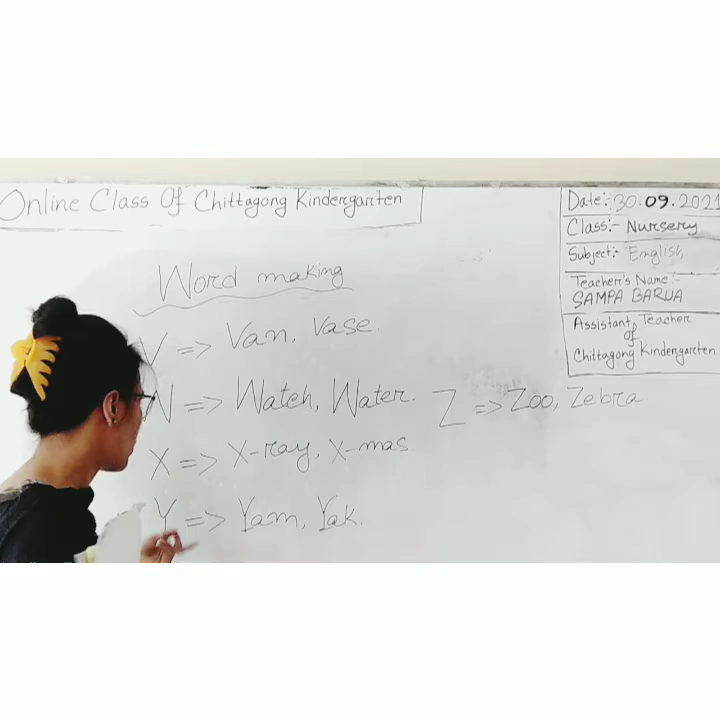 Online Class Of Chittagong Kindergarten
Date:- 30.09.2021
Class:- Nursery
Subject:- English
Teacher's Name:-
SAMPA BARUA
Assistant Teacher
of
Chittagong Kindergarten
Word making
V => Van, Vase.
W => Watch, Water.
X => X-ray, X-mas
Y => Yam, Yak.
Z => Zoo, Zebra